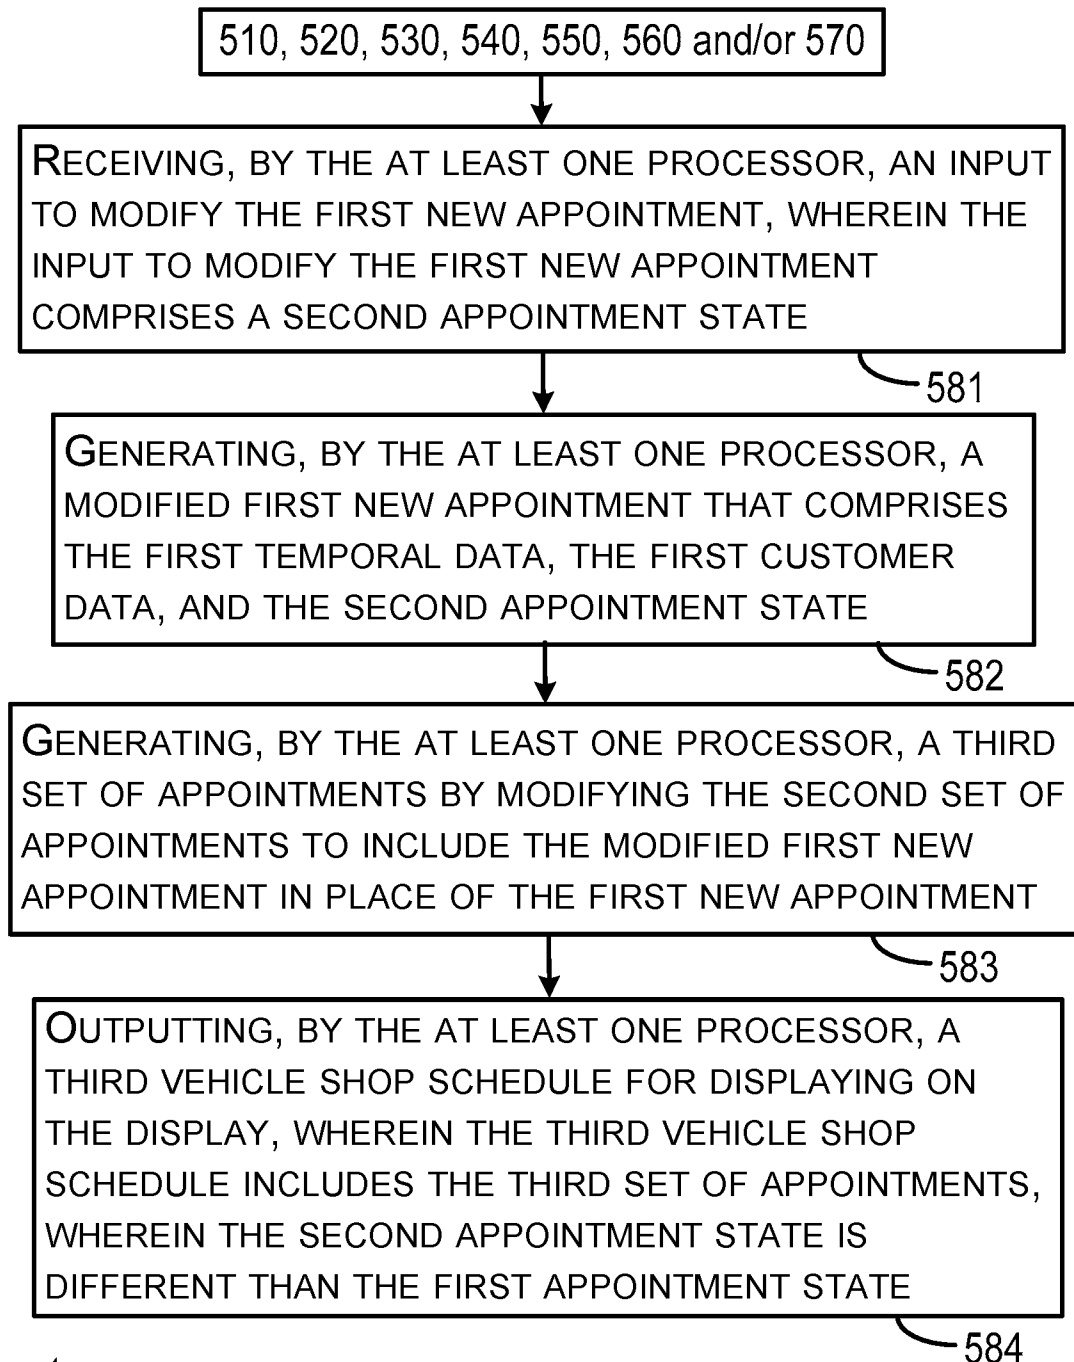 510, 520, 530, 540, 550, 560 and/or 570
RECEIVING, BY THE AT LEAST ONE PROCESSOR, AN INPUT
TO MODIFY THE FIRST NEW APPOINTMENT, WHEREIN THE
INPUT TO MODIFY THE FIRST NEW APPOINTMENT
COMPRISES A SECOND APPOINTMENT STATE
581
GENERATING, BY THE AT LEAST ONE PROCESSOR, A
MODIFIED FIRST NEW APPOINTMENT THAT COMPRISES
THE FIRST TEMPORAL DATA, THE FIRST CUSTOMER
DATA, AND THE SECOND APPOINTMENT STATE
582
GENERATING, BY THE AT LEAST ONE PROCESSOR, A THIRD
SET OF APPOINTMENTS BY MODIFYING THE SECOND SET OF
APPOINTMENTS TO INCLUDE THE MODIFIED FIRST NEW
APPOINTMENT IN PLACE OF THE FIRST NEW APPOINTMENT
583
OUTPUTTING, BY THE AT LEAST ONE PROCESSOR, A
THIRD VEHICLE SHOP SCHEDULE FOR DISPLAYING ON
THE DISPLAY, WHEREIN THE THIRD VEHICLE SHOP
SCHEDULE INCLUDES THE THIRD SET OF APPOINTMENTS,
WHEREIN THE SECOND APPOINTMENT STATE IS
DIFFERENT THAN THE FIRST APPOINTMENT STATE
584